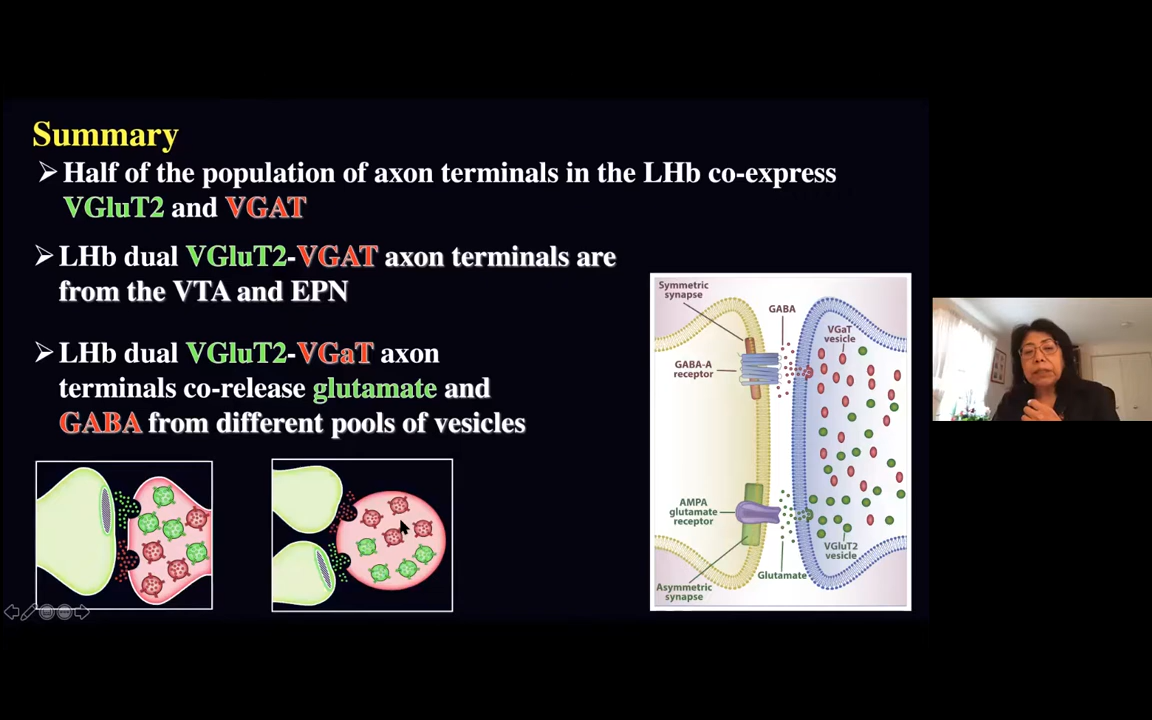 Summary
➢ Half of the population of axon terminals in the LHb co-express
VGluT2 and VGAT
➢ LHb dual VGluT2-VGAT axon terminals are
from the VTA and EPN
➢ LHb dual VGluT2-VGaT axon
terminals co-release glutamate and
GABA from different pools of vesicles
Symmetric
synapse
GABA
VGaT
vesicle
GABA-A
receptor
AMPA
glutamate
receptor
VGluT2
vesicle
Glutamate
Asymmetric
synapse